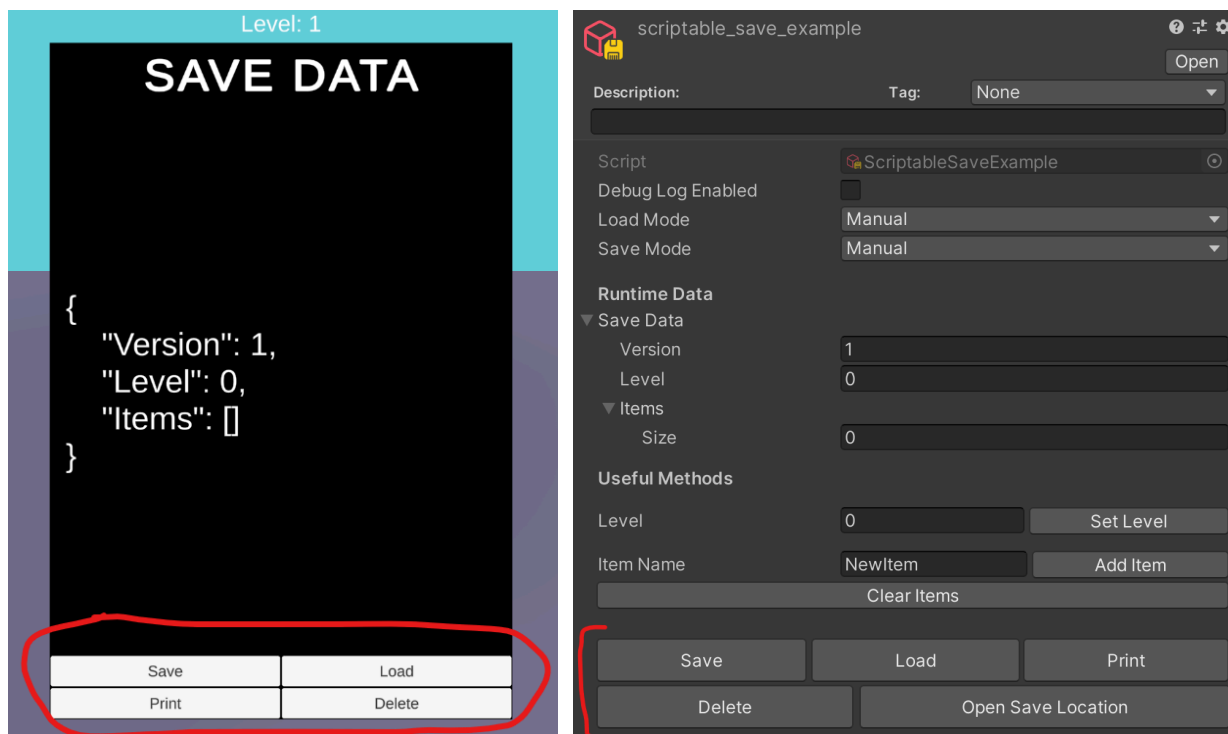 Level: 1
SAVE DATA
{
"Version": 1,
"Level": 0,
"Items": []
}
Save Load
Print Delete
scriptable_save_example
Open
Description: Tag: None
Script ScriptableSaveExample
Debug Log Enabled
Load Mode Manual
Save Mode Manual
Runtime Data
Save Data
Version 1
Level 0
Items
Size 0
Useful Methods
Level 0 Set Level
Item Name NewItem Add Item
Clear Items
Save Load Print
Delete Open Save Location